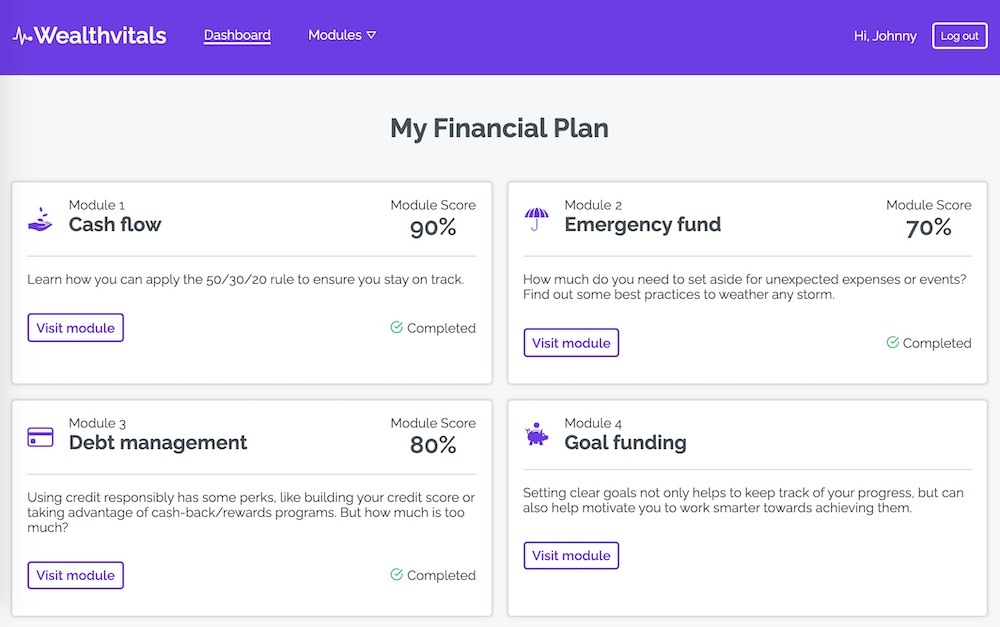 Wealthvitals
Dashboard
Modules
Hi, Johnny
Log out
My Financial Plan
Module 1
Cash flow
Module Score
90%
Learn how you can apply the 50/30/20 rule to ensure you stay on track.
Visit module
Completed
Module 2
Emergency fund
Module Score
70%
How much do you need to set aside for unexpected expenses or events?
Find out some best practices to weather any storm.
Visit module
Completed
Module 3
Debt management
Module Score
80%
Using credit responsibly has some perks, like building your credit score or
taking advantage of cash-back/rewards programs. But how much is too
much?
Visit module
Completed
Module 4
Goal funding
Setting clear goals not only helps to keep track of your progress, but can
also help motivate you to work smarter towards achieving them.
Visit module